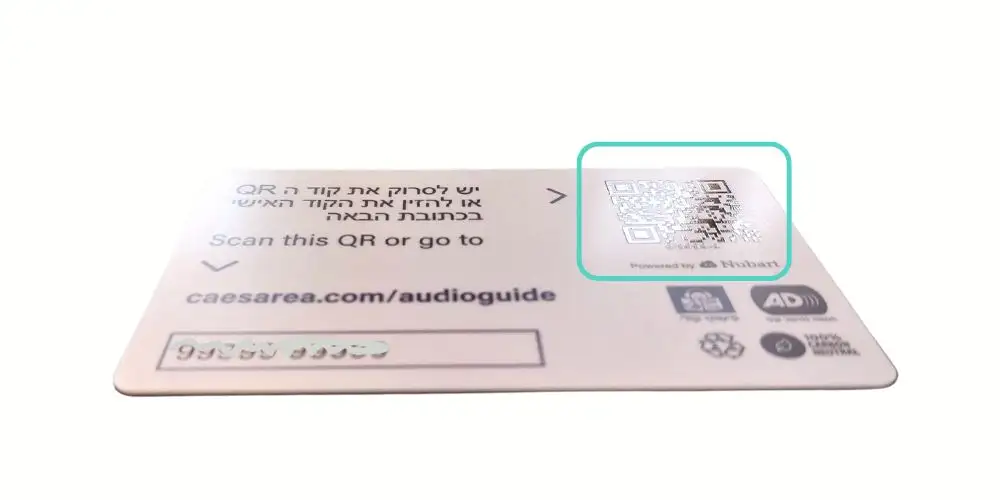 יש לסרוק את קוד ה QR
או להזין את הקוד האישי
בכתובת הבאה
Scan this QR or go to
caesarea.com/audioguide
Powered by Nubart
AD
100%
CARBON
NEUTRAL